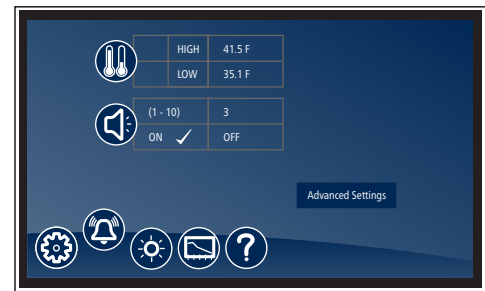 HIGH 41.5 F
LOW 35.1 F
(1 - 10) 3
ON OFF
Advanced Settings
?